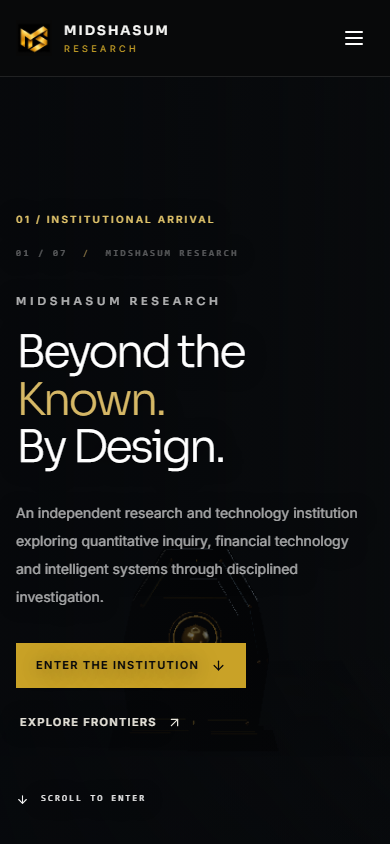 MIDSHASUM
RESEARCH
01 / INSTITUTIONAL ARRIVAL
01 / 07 / MIDSHASUM RESEARCH
MIDSHASUM RESEARCH
Beyond the
Known.
By Design.
An independent research and technology institution
exploring quantitative inquiry, financial technology
and intelligent systems through disciplined
investigation.
ENTER THE INSTITUTION ↓
EXPLORE FRONTIERS ↗
↓ SCROLL TO ENTER